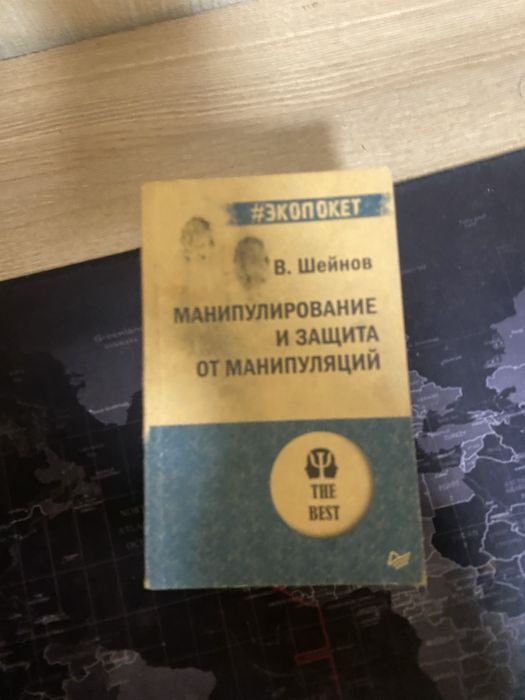 #ЭКОПОКЕТ
В. Шейнов
МАНИПУЛИРОВАНИЕ
И ЗАЩИТА
ОТ МАНИПУЛЯЦИЙ
THE
BEST